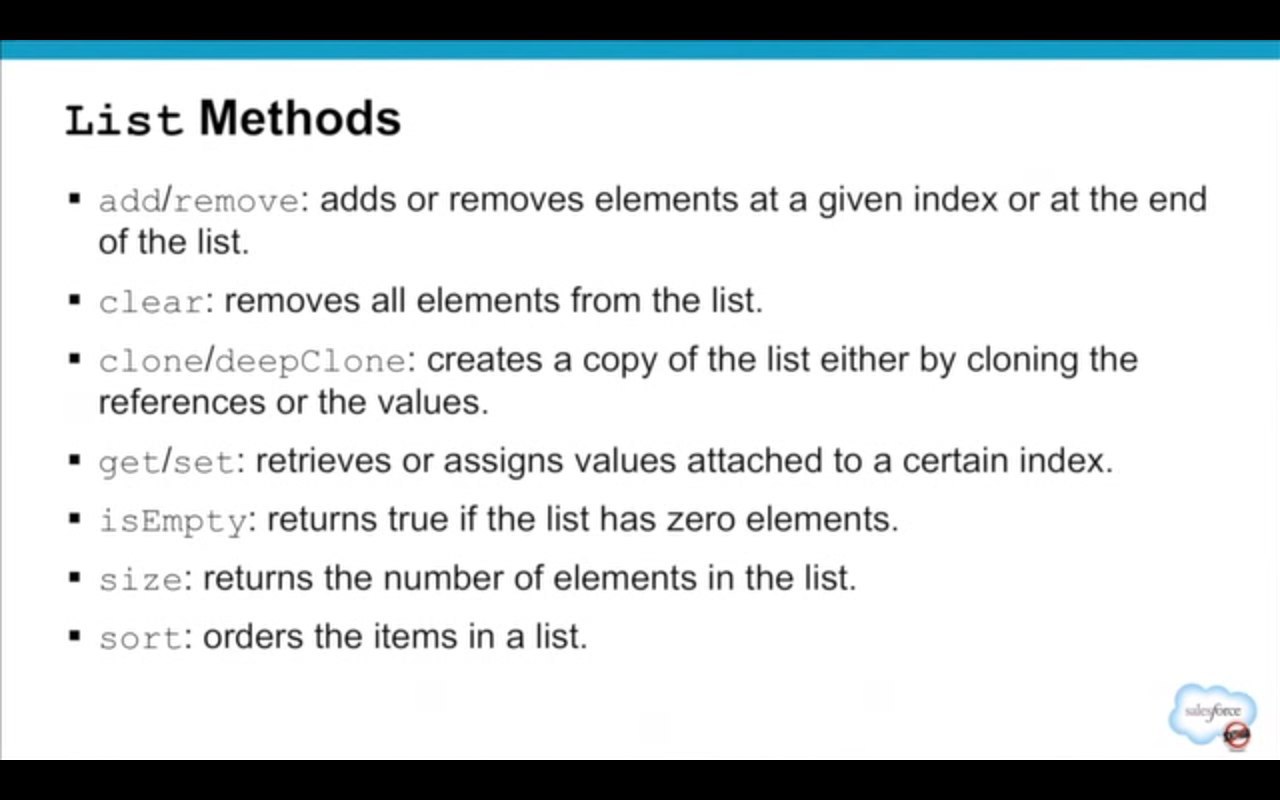 List Methods
▪ add/remove: adds or removes elements at a given index or at the end
of the list.
▪ clear: removes all elements from the list.
▪ clone/deepClone: creates a copy of the list either by cloning the
references or the values.
▪ get/set: retrieves or assigns values attached to a certain index.
▪ isEmpty: returns true if the list has zero elements.
▪ size: returns the number of elements in the list.
▪ sort: orders the items in a list.
salesforce